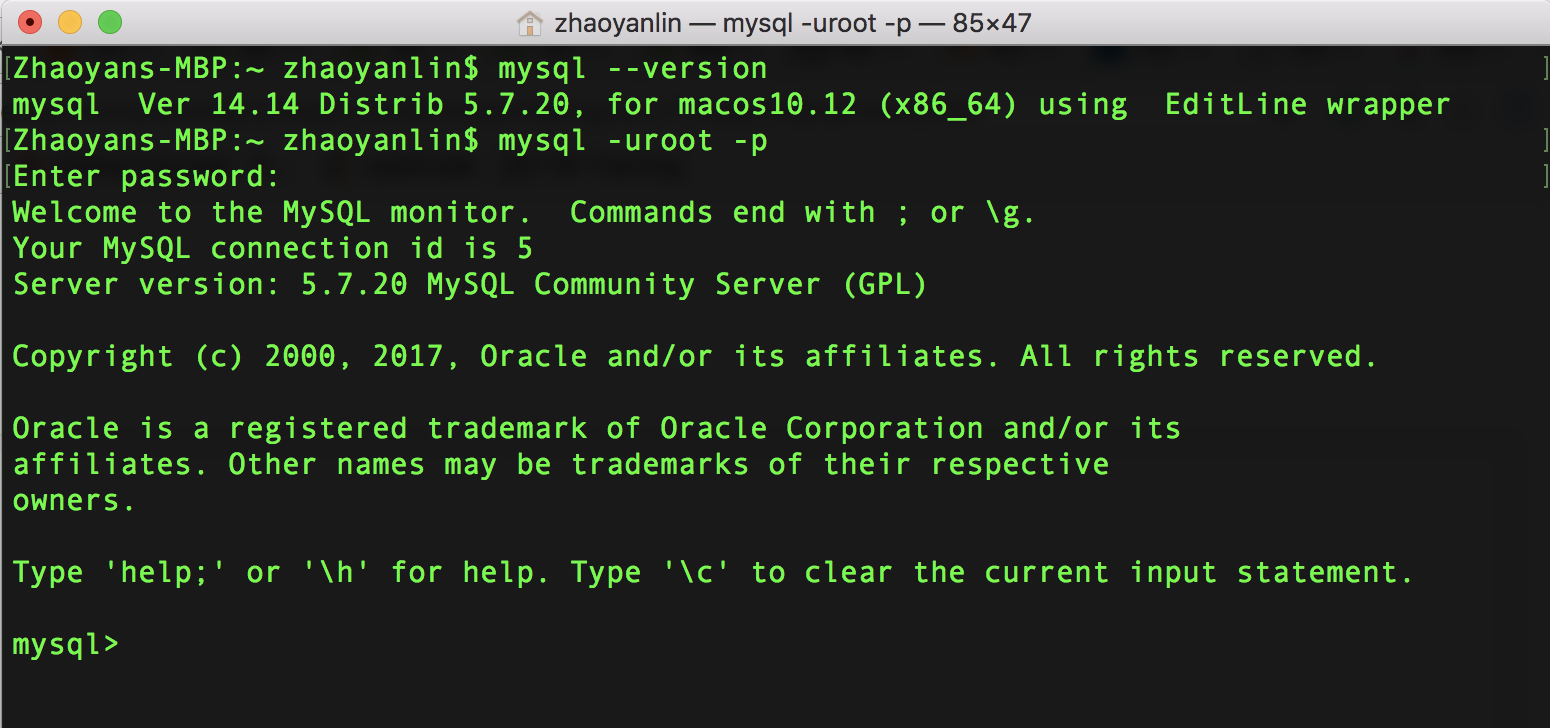 zhaoyanlin — mysql -uroot -p — 85×47
[Zhaoyans-MBP:~ zhaoyanlin$ mysql --version ]
mysql  Ver 14.14 Distrib 5.7.20, for macos10.12 (x86_64) using  EditLine wrapper
[Zhaoyans-MBP:~ zhaoyanlin$ mysql -uroot -p ]
[Enter password: ]
Welcome to the MySQL monitor.  Commands end with ; or \g.
Your MySQL connection id is 5
Server version: 5.7.20 MySQL Community Server (GPL)
Copyright (c) 2000, 2017, Oracle and/or its affiliates. All rights reserved.
Oracle is a registered trademark of Oracle Corporation and/or its
affiliates. Other names may be trademarks of their respective
owners.
Type 'help;' or '\h' for help. Type '\c' to clear the current input statement.
mysql>